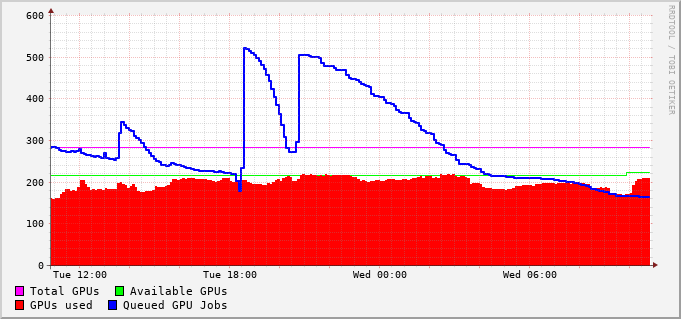 600
500
400
300
200
100
0
Tue 12:00 Tue 18:00 Wed 00:00 Wed 06:00
Total GPUs Available GPUs
GPUs used Queued GPU Jobs
RRDTOOL / TOBI OETIKER